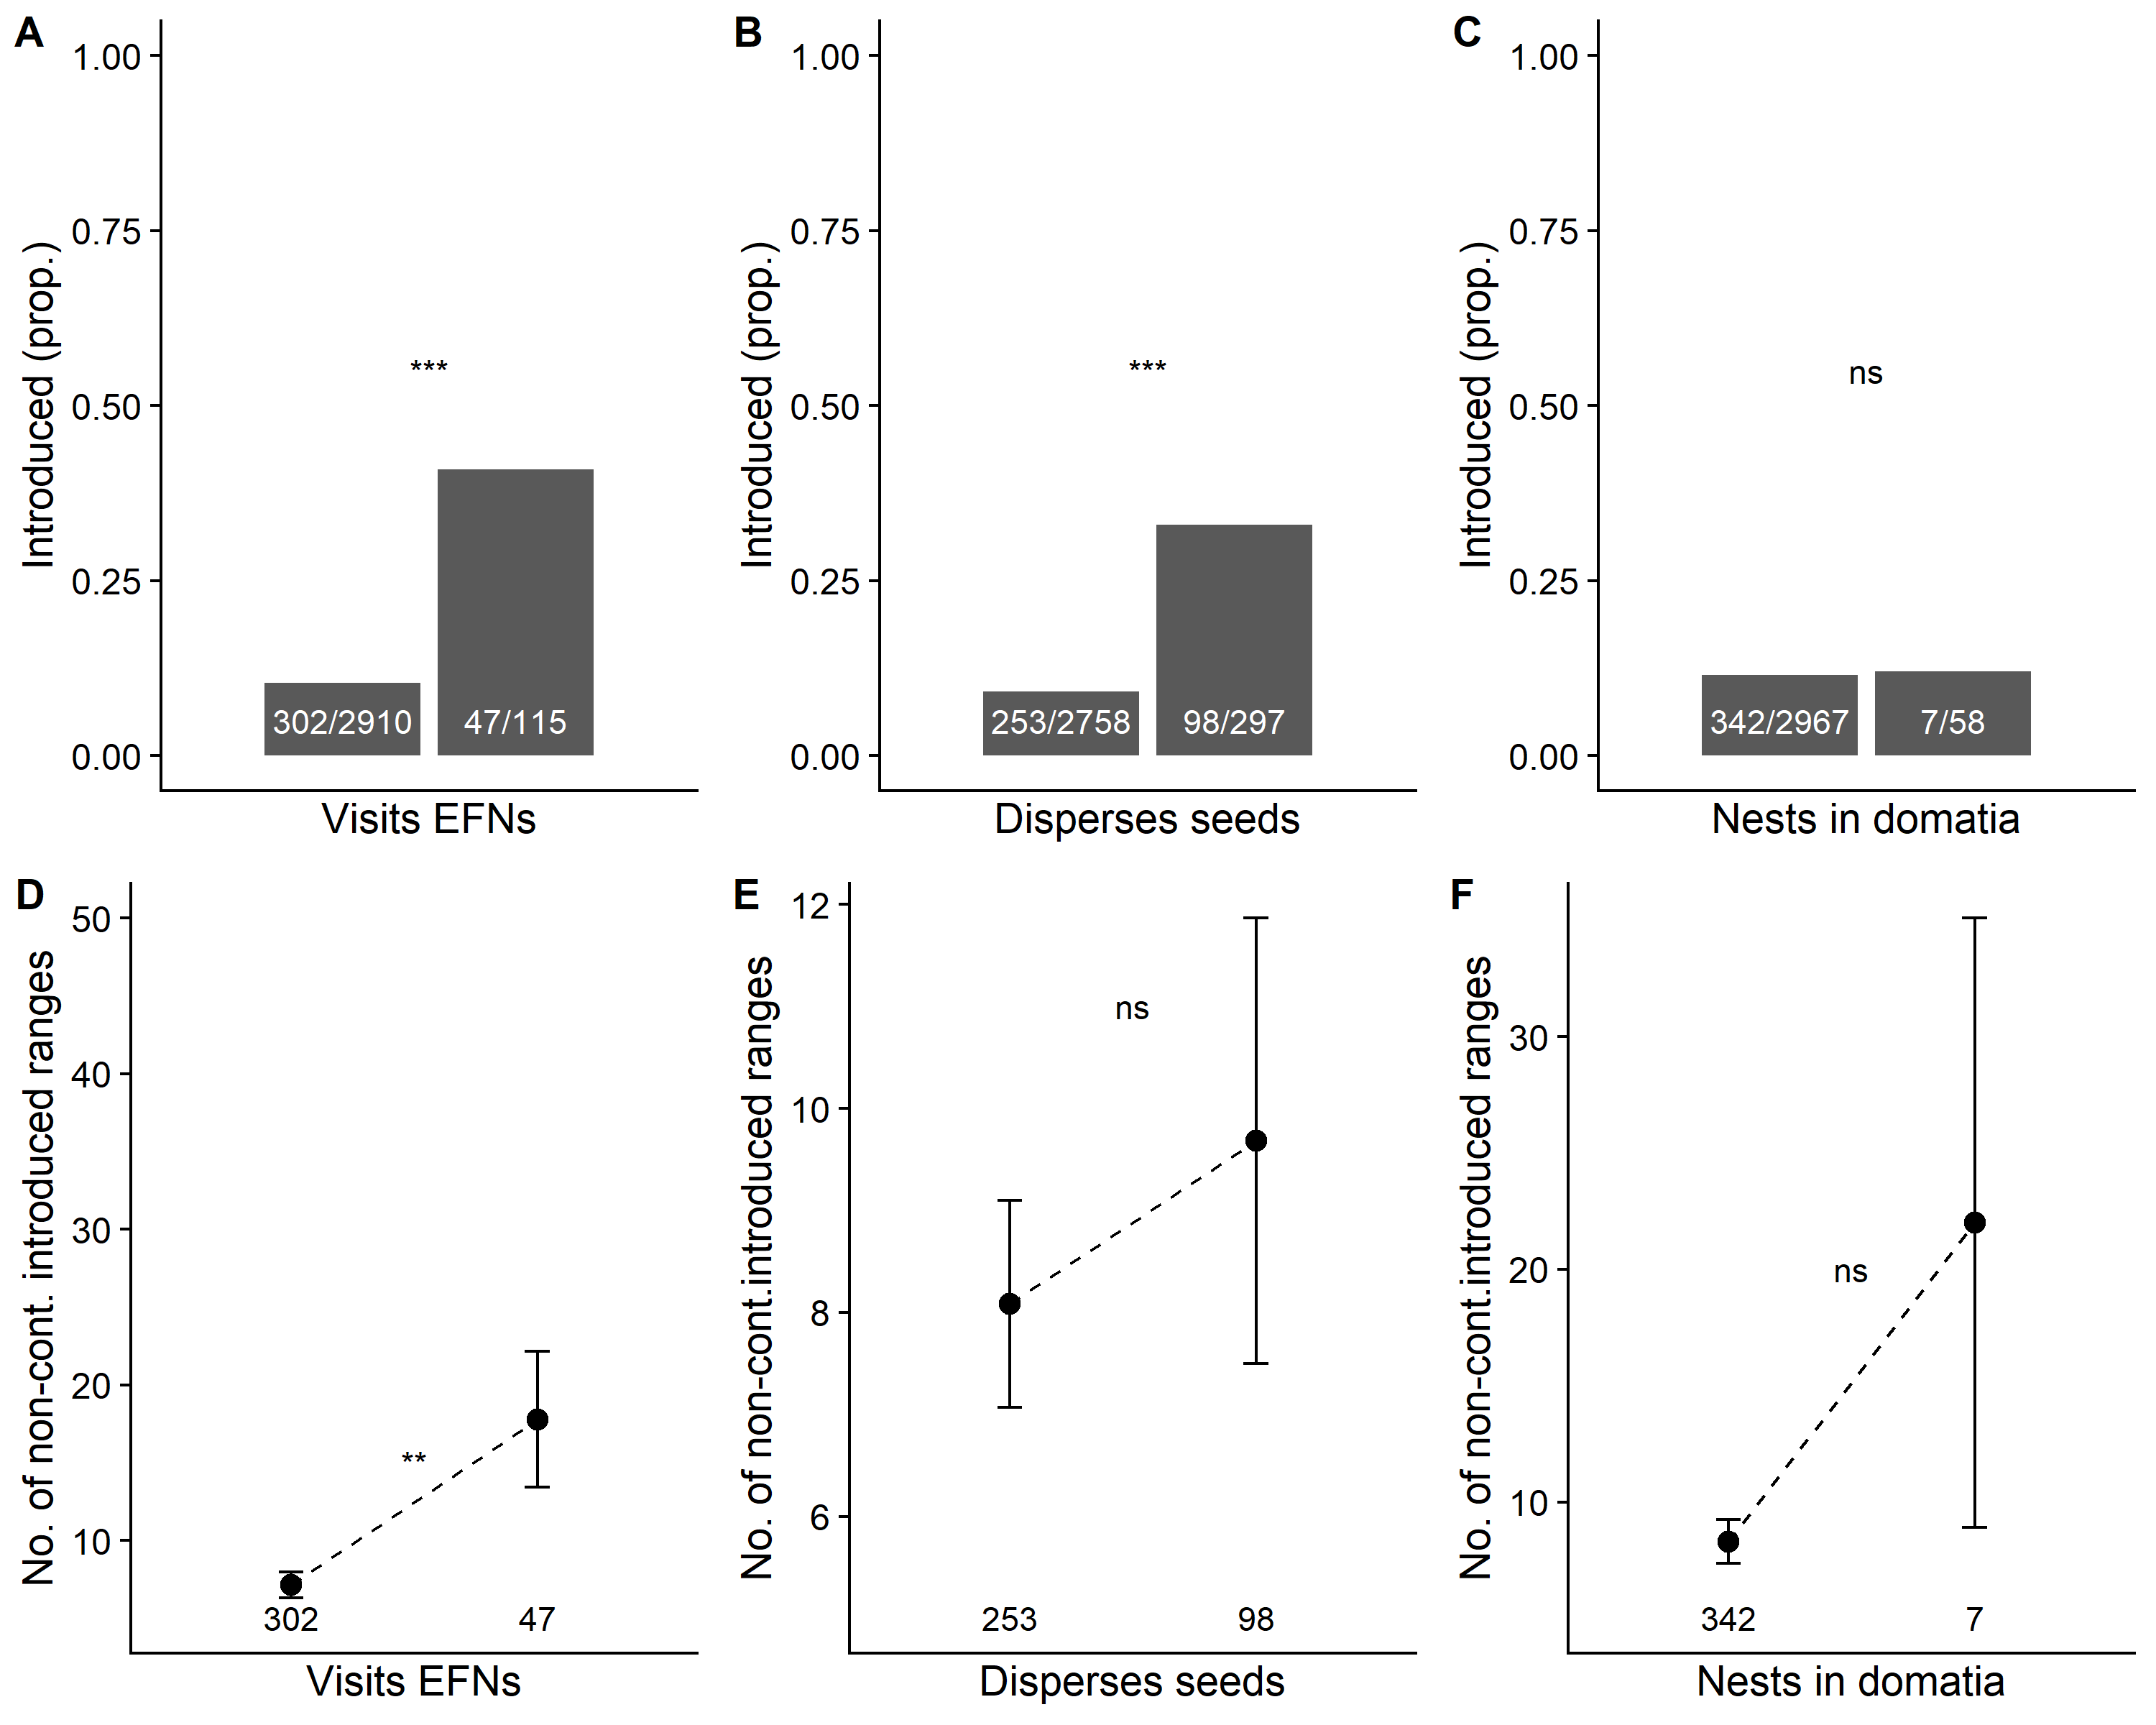 A
Introduced (prop.)
1.00
0.75
0.50
0.25
0.00
***
302/2910
47/115
Visits EFNs
B
Introduced (prop.)
1.00
0.75
0.50
0.25
0.00
***
253/2758
98/297
Disperses seeds
C
Introduced (prop.)
1.00
0.75
0.50
0.25
0.00
ns
342/2967
7/58
Nests in domatia
D
No. of non-cont. introduced ranges
50
40
30
20
10
**
302
47
Visits EFNs
E
No. of non-cont.introduced ranges
12
10
8
6
ns
253
98
Disperses seeds
F
No. of non-cont.introduced ranges
30
20
10
ns
342
7
Nests in domatia